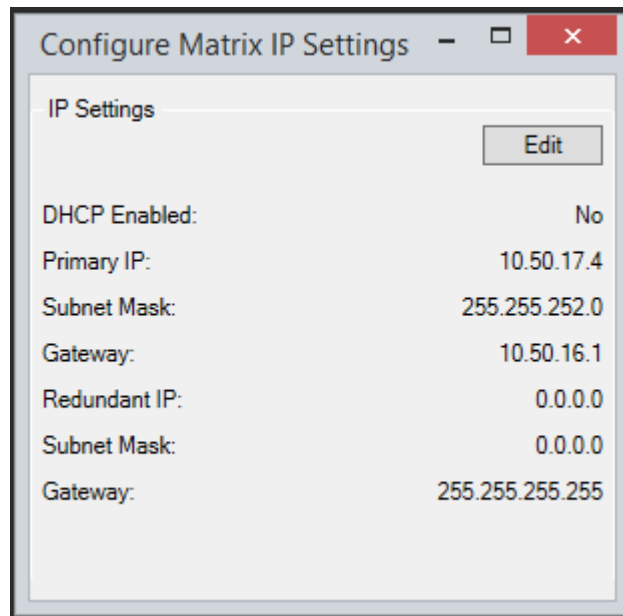 Configure Matrix IP Settings
IP Settings
Edit
DHCP Enabled: No
Primary IP: 10.50.17.4
Subnet Mask: 255.255.252.0
Gateway: 10.50.16.1
Redundant IP: 0.0.0.0
Subnet Mask: 0.0.0.0
Gateway: 255.255.255.255